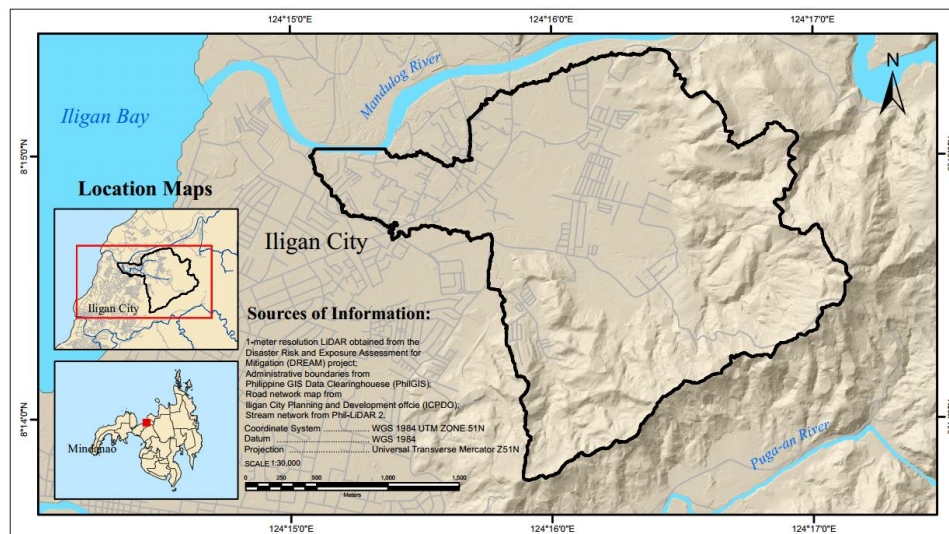 124°15'0"E
124°16'0"E
124°17'0"E
Iligan Bay
Mandulog River
N
8°15'0"N
Location Maps
Iligan City
Iligan City
Sources of Information:
1-meter resolution LiDAR obtained from the
Disaster Risk and Exposure Assessment for
Mitigation (DREAM) project;
Administrative boundaries from
Philippine GIS Data Clearinghouese (PhilGIS);
Road network map from
Iligan City Planning and Development offcie (ICPDO);
Stream network from Phil-LiDAR 2.
Coordinate System .................... WGS 1984 UTM ZONE 51N
Datum .................... WGS 1984
Projection .................... Universal Transverse Mercator Z51N
SCALE 1:30,000
0 250 500 1,000 1,500
Meters
Mindanao
8°14'0"N
Puga-an River
124°15'0"E
124°16'0"E
124°17'0"E